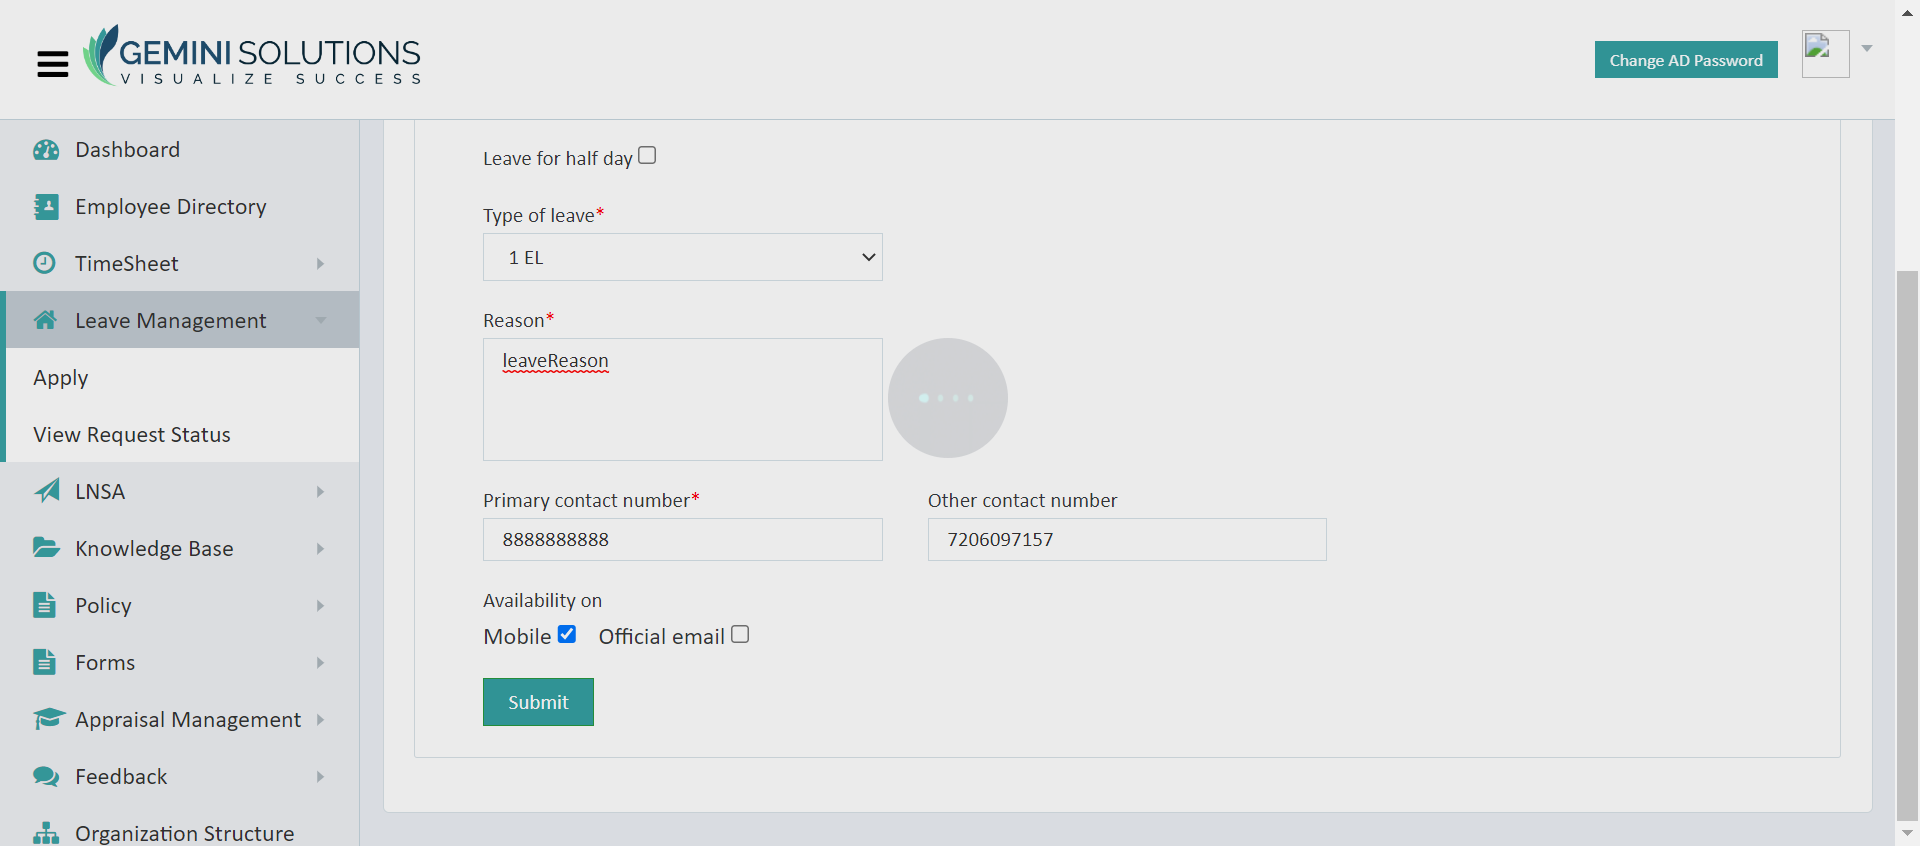 GEMINI SOLUTIONS
VISUALIZE SUCCESS
Change AD Password
Dashboard
Employee Directory
TimeSheet
Leave Management
Apply
View Request Status
LNSA
Knowledge Base
Policy
Forms
Appraisal Management
Feedback
Organization Structure
Leave for half day
Type of leave*
1 EL
Reason*
leaveReason
Primary contact number*
Other contact number
8888888888
7206097157
Availability on
Mobile
Official email
Submit